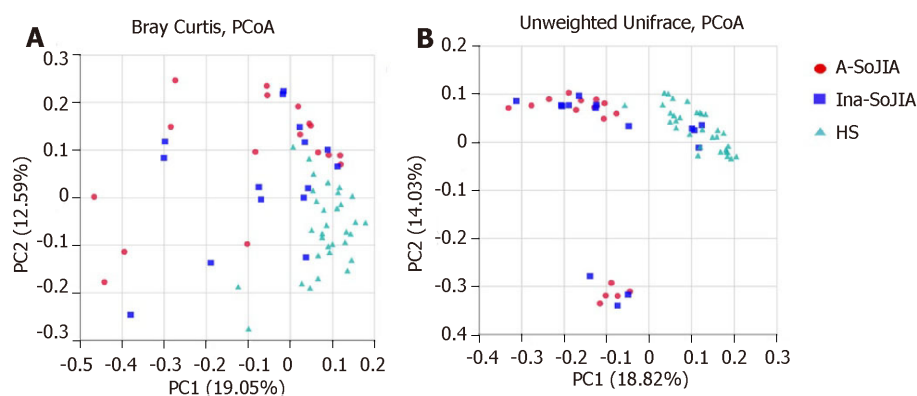 A
Bray Curtis, PCoA
0.3
0.2
0.1
0
-0.1
-0.2
-0.3
PC2 (12.59%)
-0.5 -0.4 -0.3 -0.2 -0.1 0 0.1 0.2
PC1 (19.05%)
B
Unweighted Unifrace, PCoA
0.2
0.1
0
-0.1
-0.2
-0.3
0.4
PC2 (14.03%)
-0.4 -0.3 -0.2 -0.1 0 0.1 0.2 0.3
PC1 (18.82%)
A-SoJIA
Ina-SoJIA
HS